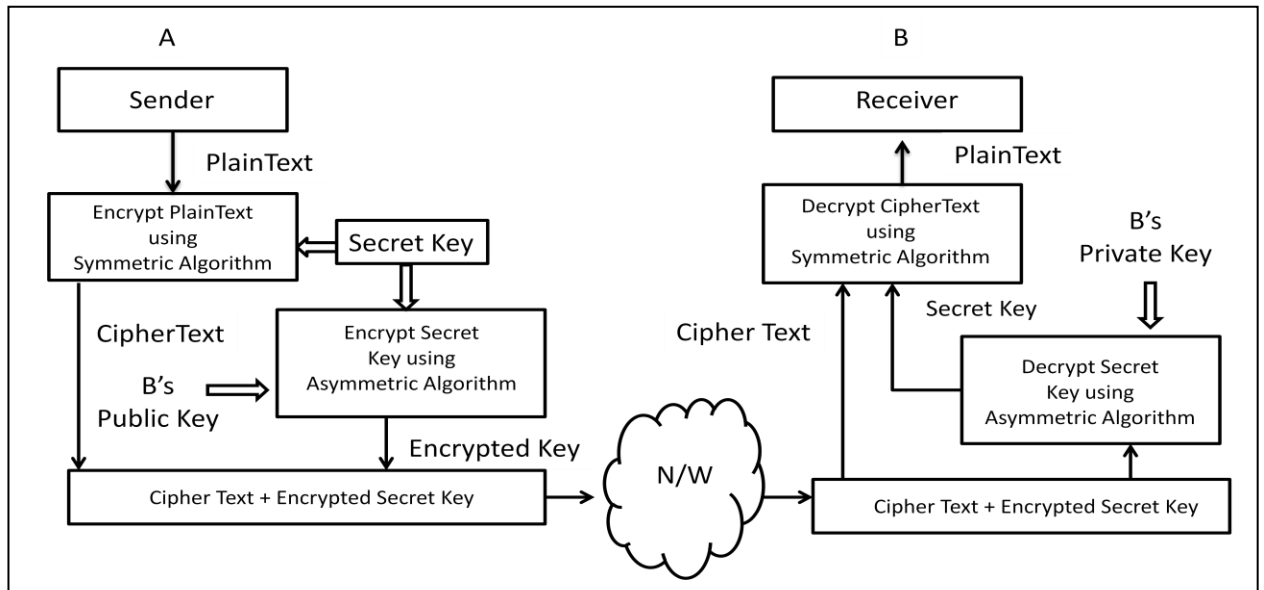 A
Sender
PlainText
Encrypt PlainText
using
Symmetric Algorithm
Secret Key
CipherText
Encrypt Secret
Key using
Asymmetric Algorithm
B’s
Public Key
Encrypted Key
Cipher Text + Encrypted Secret Key
N/W
B
Receiver
PlainText
Decrypt CipherText
using
Symmetric Algorithm
B’s
Private Key
Secret Key
Cipher Text
Decrypt Secret
Key using
Asymmetric Algorithm
Cipher Text + Encrypted Secret Key